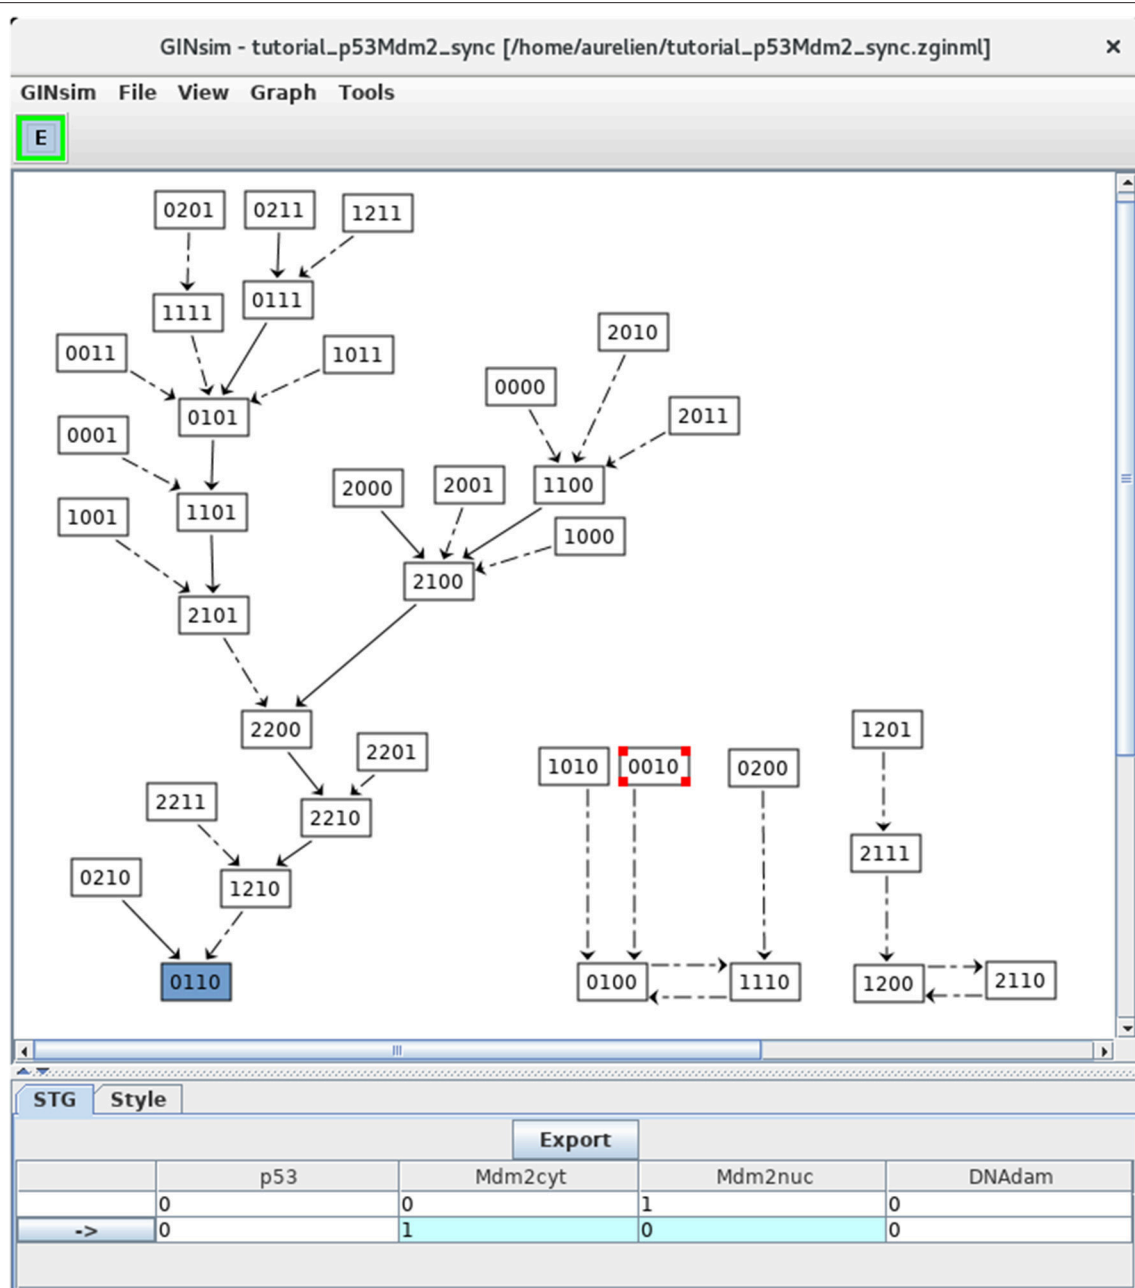 GINsim - tutorial_p53Mdm2_sync [/home/aurelien/tutorial_p53Mdm2_sync.zginml] ×
GINsim File View Graph Tools
E
0201 0211 1211
1111 0111
2010
0011 1011
0000
0101 2011
0001
2000 2001 1100
1001 1101
1000
2100
2101
2200 1201
2201
1010 0010 0200
2211
2210
2111
0210
1210
0110 0100 1110 1200 2110
STG Style
Export
p53 Mdm2cyt Mdm2nuc DNAdam
0 0 1 0
-> 0 1 0 0